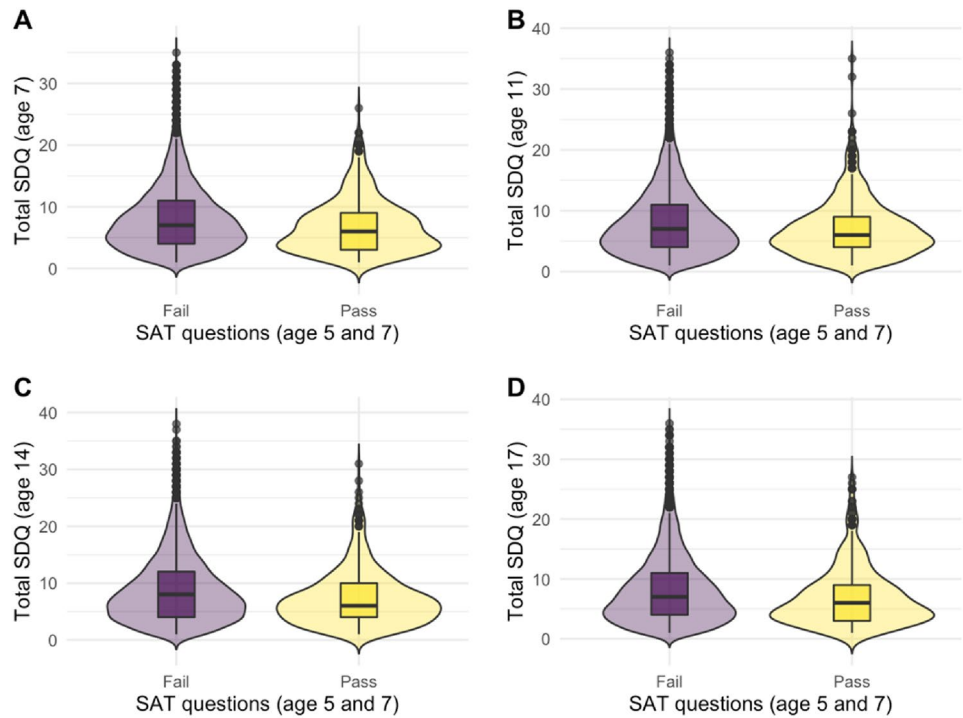 A
Total SDQ (age 7)
30
20
10
0
Fail
Pass
SAT questions (age 5 and 7)
B
Total SDQ (age 11)
40
30
20
10
0
Fail
Pass
SAT questions (age 5 and 7)
C
Total SDQ (age 14)
40
30
20
10
0
Fail
Pass
SAT questions (age 5 and 7)
D
Total SDQ (age 17)
40
30
20
10
0
Fail
Pass
SAT questions (age 5 and 7)